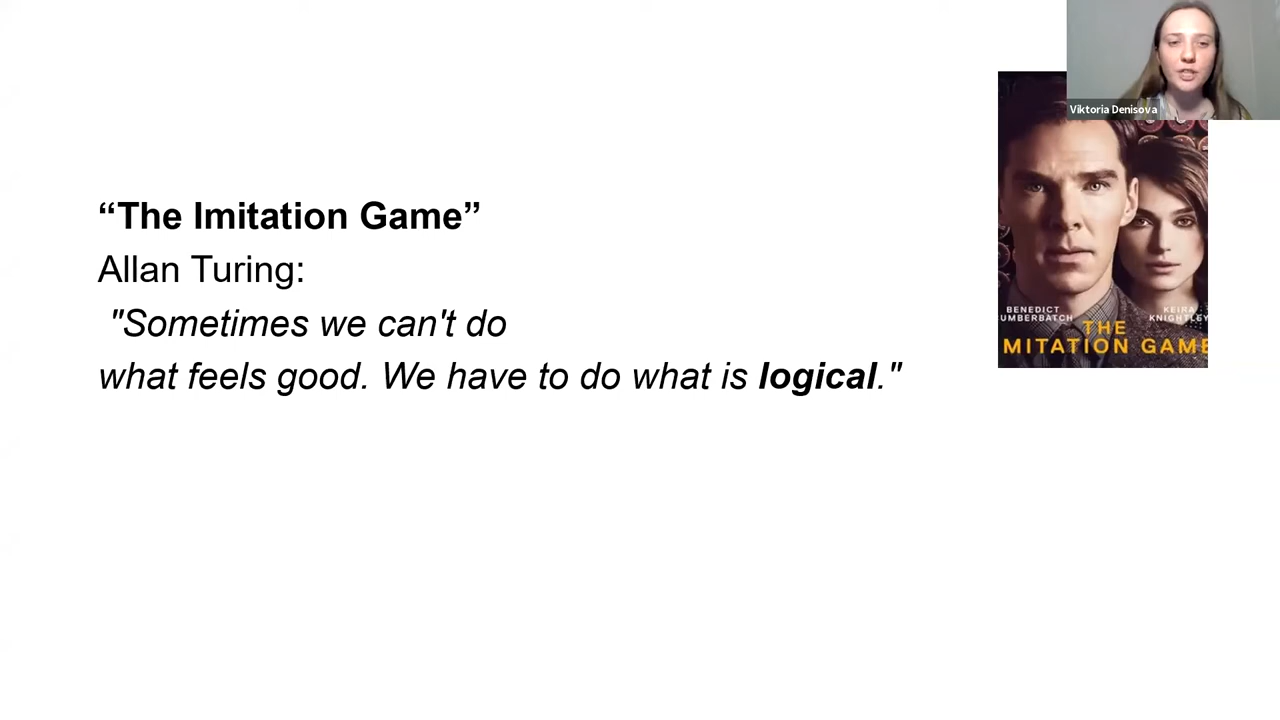 Viktoria Denisova
“The Imitation Game”
Allan Turing:
"Sometimes we can't do
what feels good. We have to do what is logical."
BENEDICT
UMBERBATCH
KEIRA
KNIGHTLEY
THE
MITATION GAME